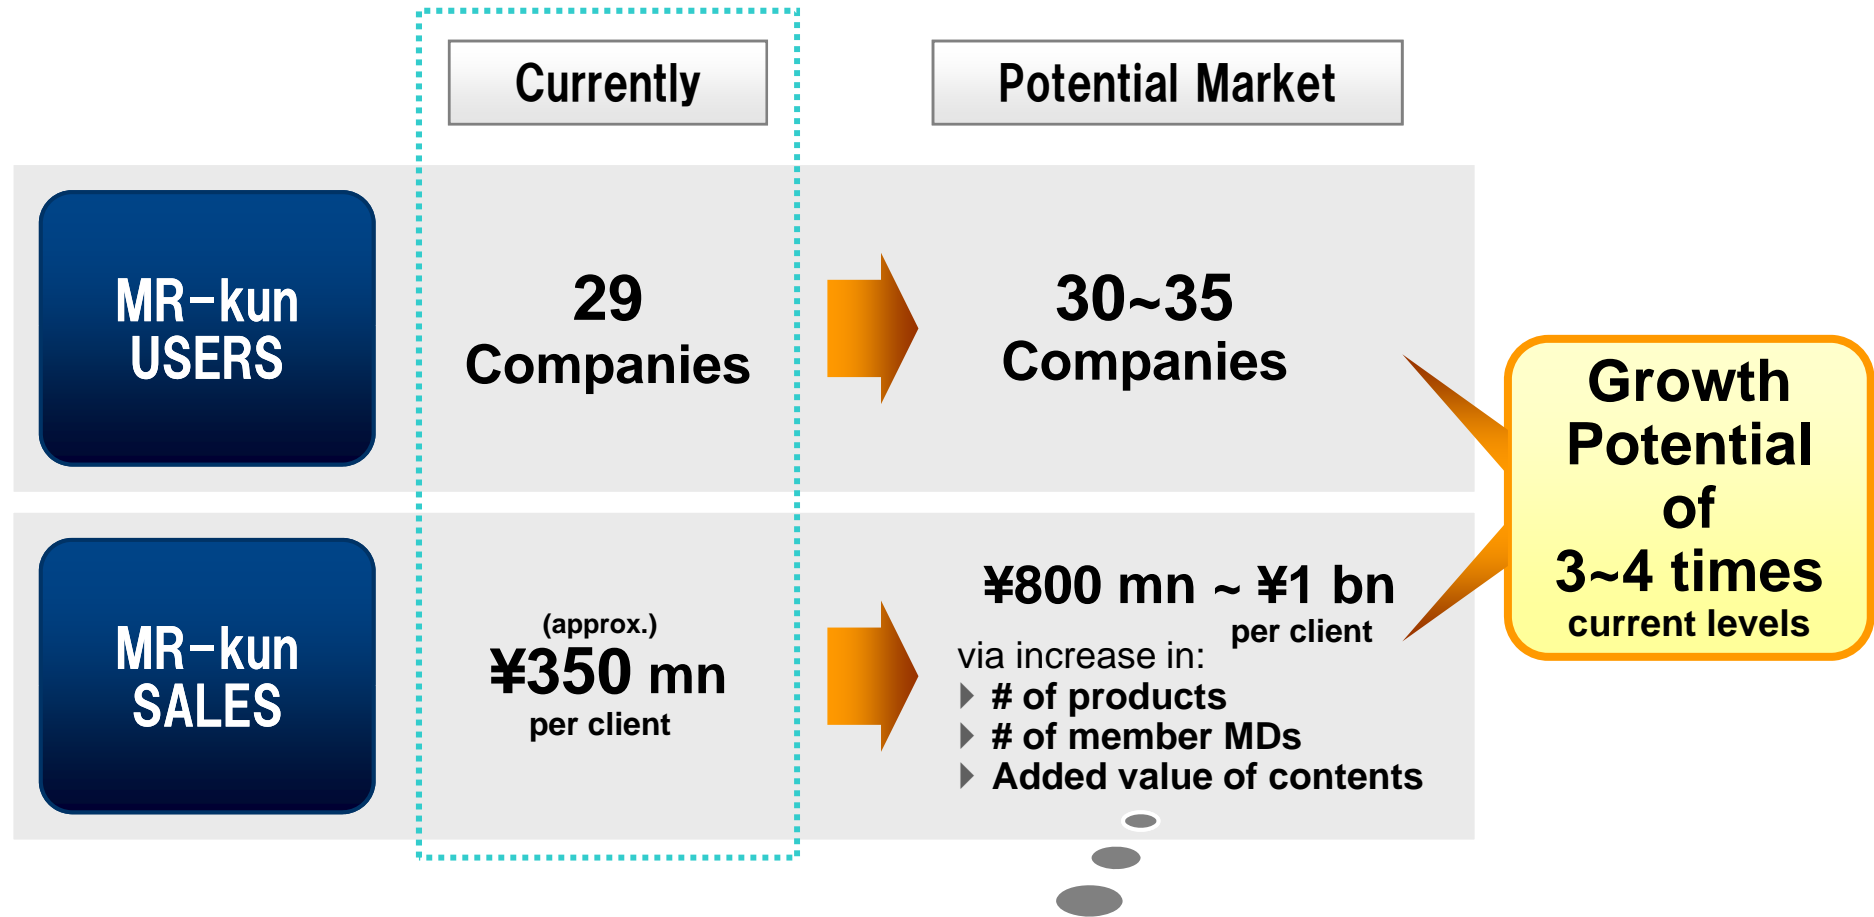 Currently
Potential Market
MR-kun
USERS
29
Companies
30~35
Companies
MR-kun
SALES
(approx.)
¥350 mn
per client
¥800 mn ~ ¥1 bn
per client
via increase in:
# of products
# of member MDs
Added value of contents
Growth
Potential
of
3~4 times
current levels